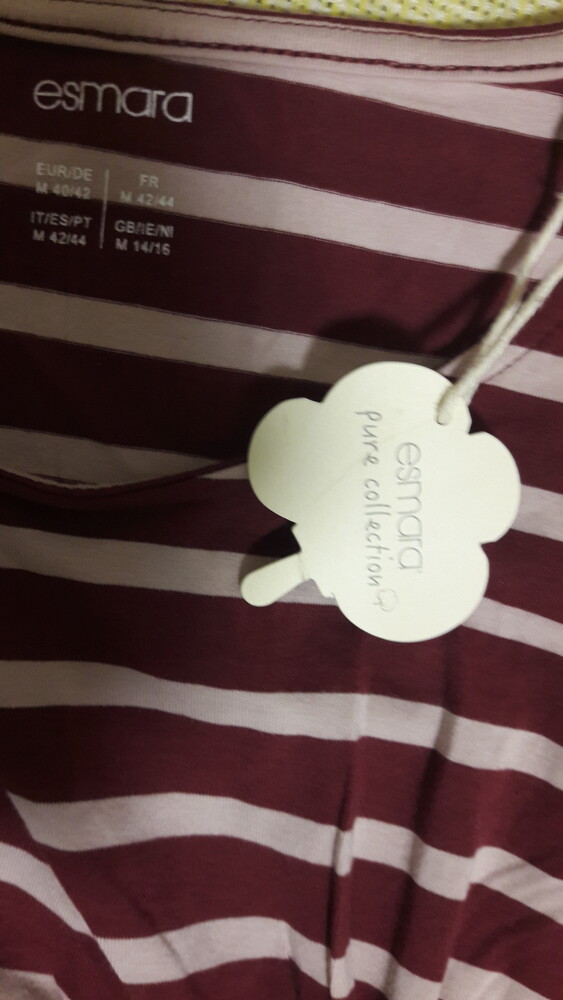 esmara
EUR/DE
M 40/42
FR
M 42/44
IT/ES/PT
M 42/44
GB/IE/NI
M 14/16
esmara
pure collection